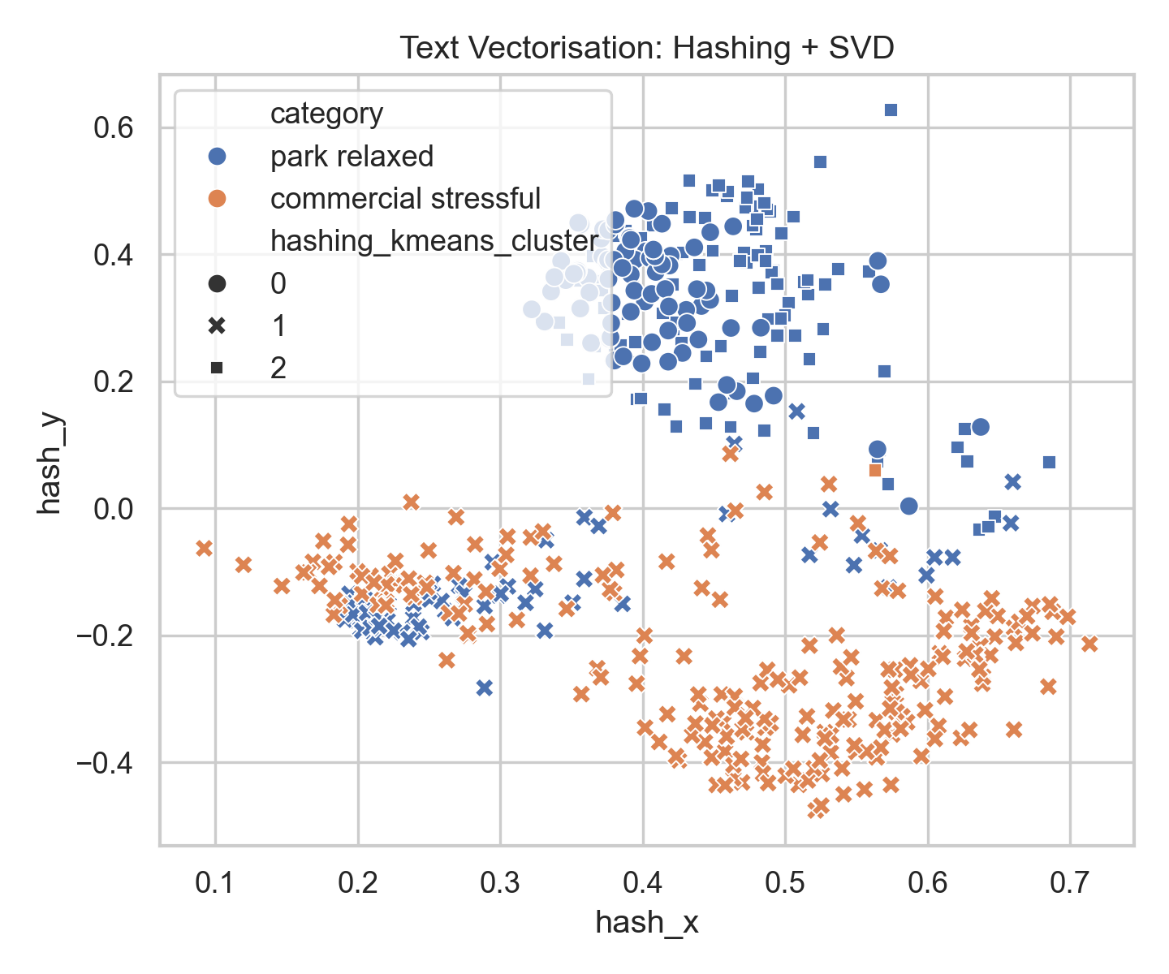 Text Vectorisation: Hashing + SVD
category
park relaxed
commercial stressful
hashing_kmeans_cluster
0
1
2
hash_y
0.6
0.4
0.2
0.0
−0.2
−0.4
0.1 0.2 0.3 0.4 0.5 0.6 0.7
hash_x